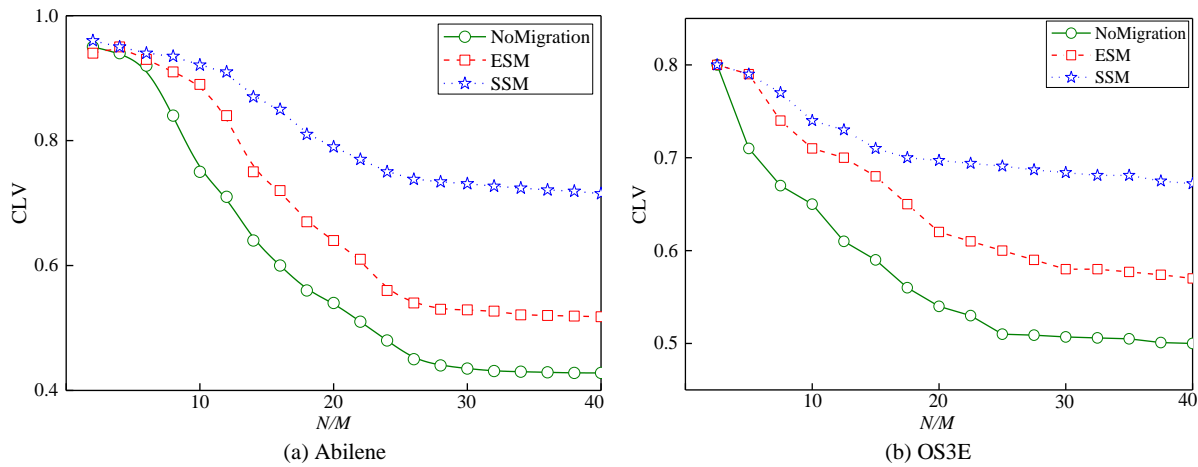 1.0
0.8
0.6
0.4
CLV
NoMigration
ESM
SSM
10
20
30
40
N/M
(a) Abilene
0.8
0.7
0.6
0.5
CLV
NoMigration
ESM
SSM
10
20
30
40
N/M
(b) OS3E